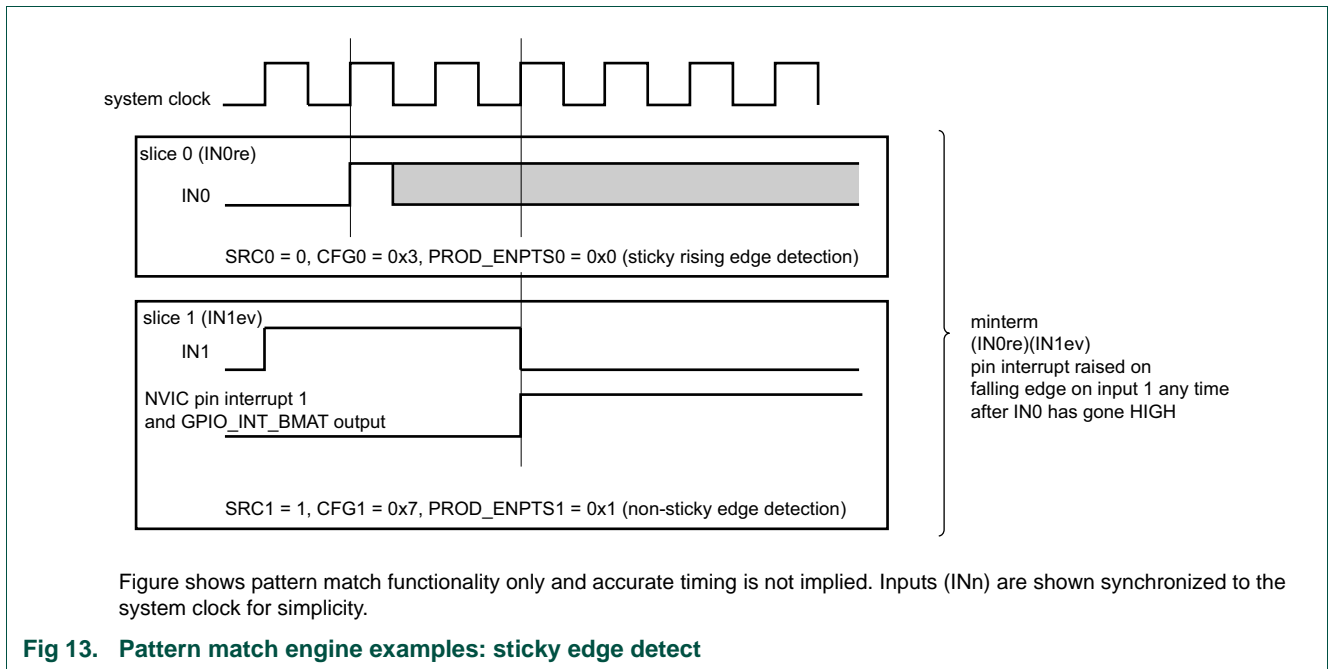 system clock
slice 0 (IN0re)
IN0
SRC0 = 0, CFG0 = 0x3, PROD_ENPTS0 = 0x0 (sticky rising edge detection)
slice 1 (IN1ev)
IN1
NVIC pin interrupt 1
and GPIO_INT_BMAT output
SRC1 = 1, CFG1 = 0x7, PROD_ENPTS1 = 0x1 (non-sticky edge detection)
minterm
(IN0re)(IN1ev)
pin interrupt raised on
falling edge on input 1 any time
after IN0 has gone HIGH
Figure shows pattern match functionality only and accurate timing is not implied. Inputs (INn) are shown synchronized to the
system clock for simplicity.
Fig 13. Pattern match engine examples: sticky edge detect